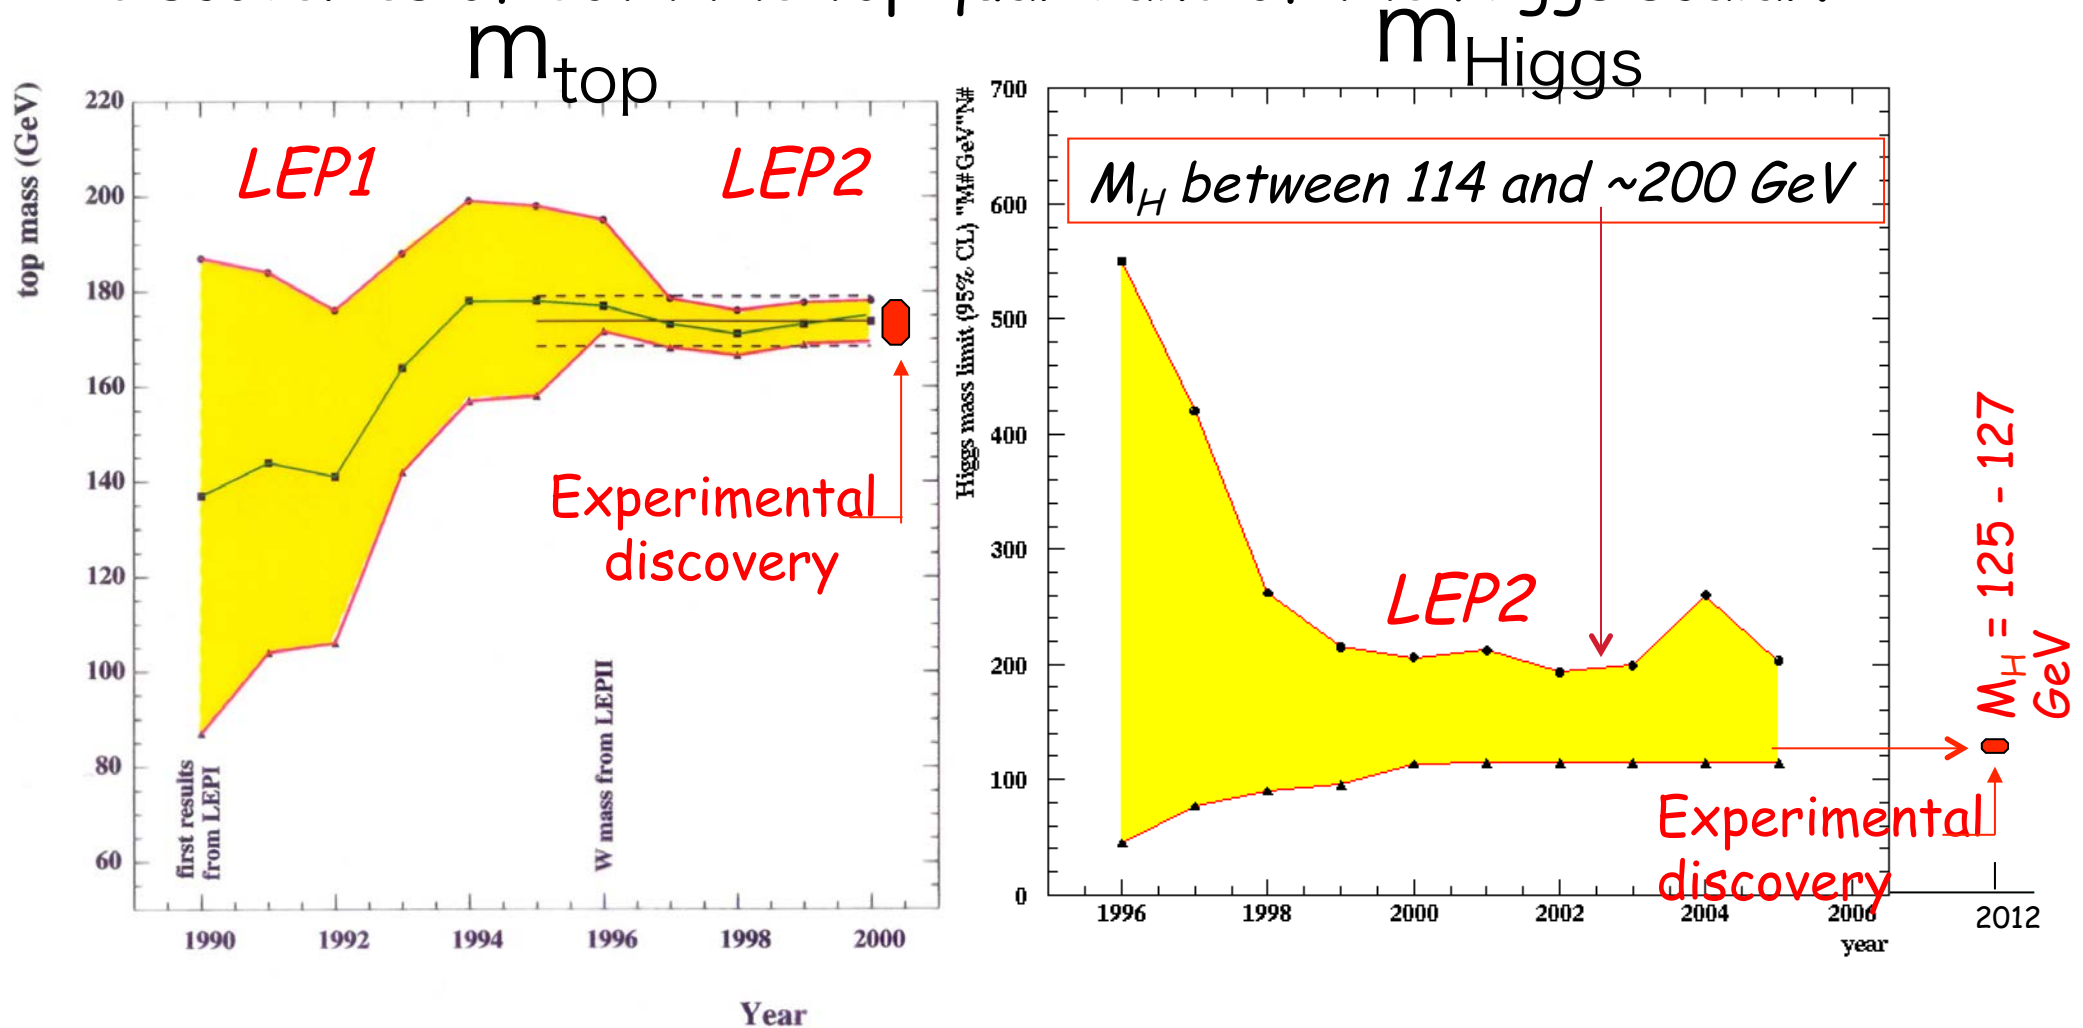 m_top
m_Higgs
top mass (GeV)
220
200
180
160
140
120
100
80
60
LEP1
LEP2
Experimental
discovery
first results
from LEPI
W mass from LEPII
1990
1992
1994
1996
1998
2000
Year
Higgs mass limit (95% CL) "M#GeV"N#
700
600
500
400
300
200
100
0
M_H between 114 and ~200 GeV
LEP2
M_H = 125 - 127
GeV
Experimental
discovery
1996
1998
2000
2002
2004
2006
2012
year